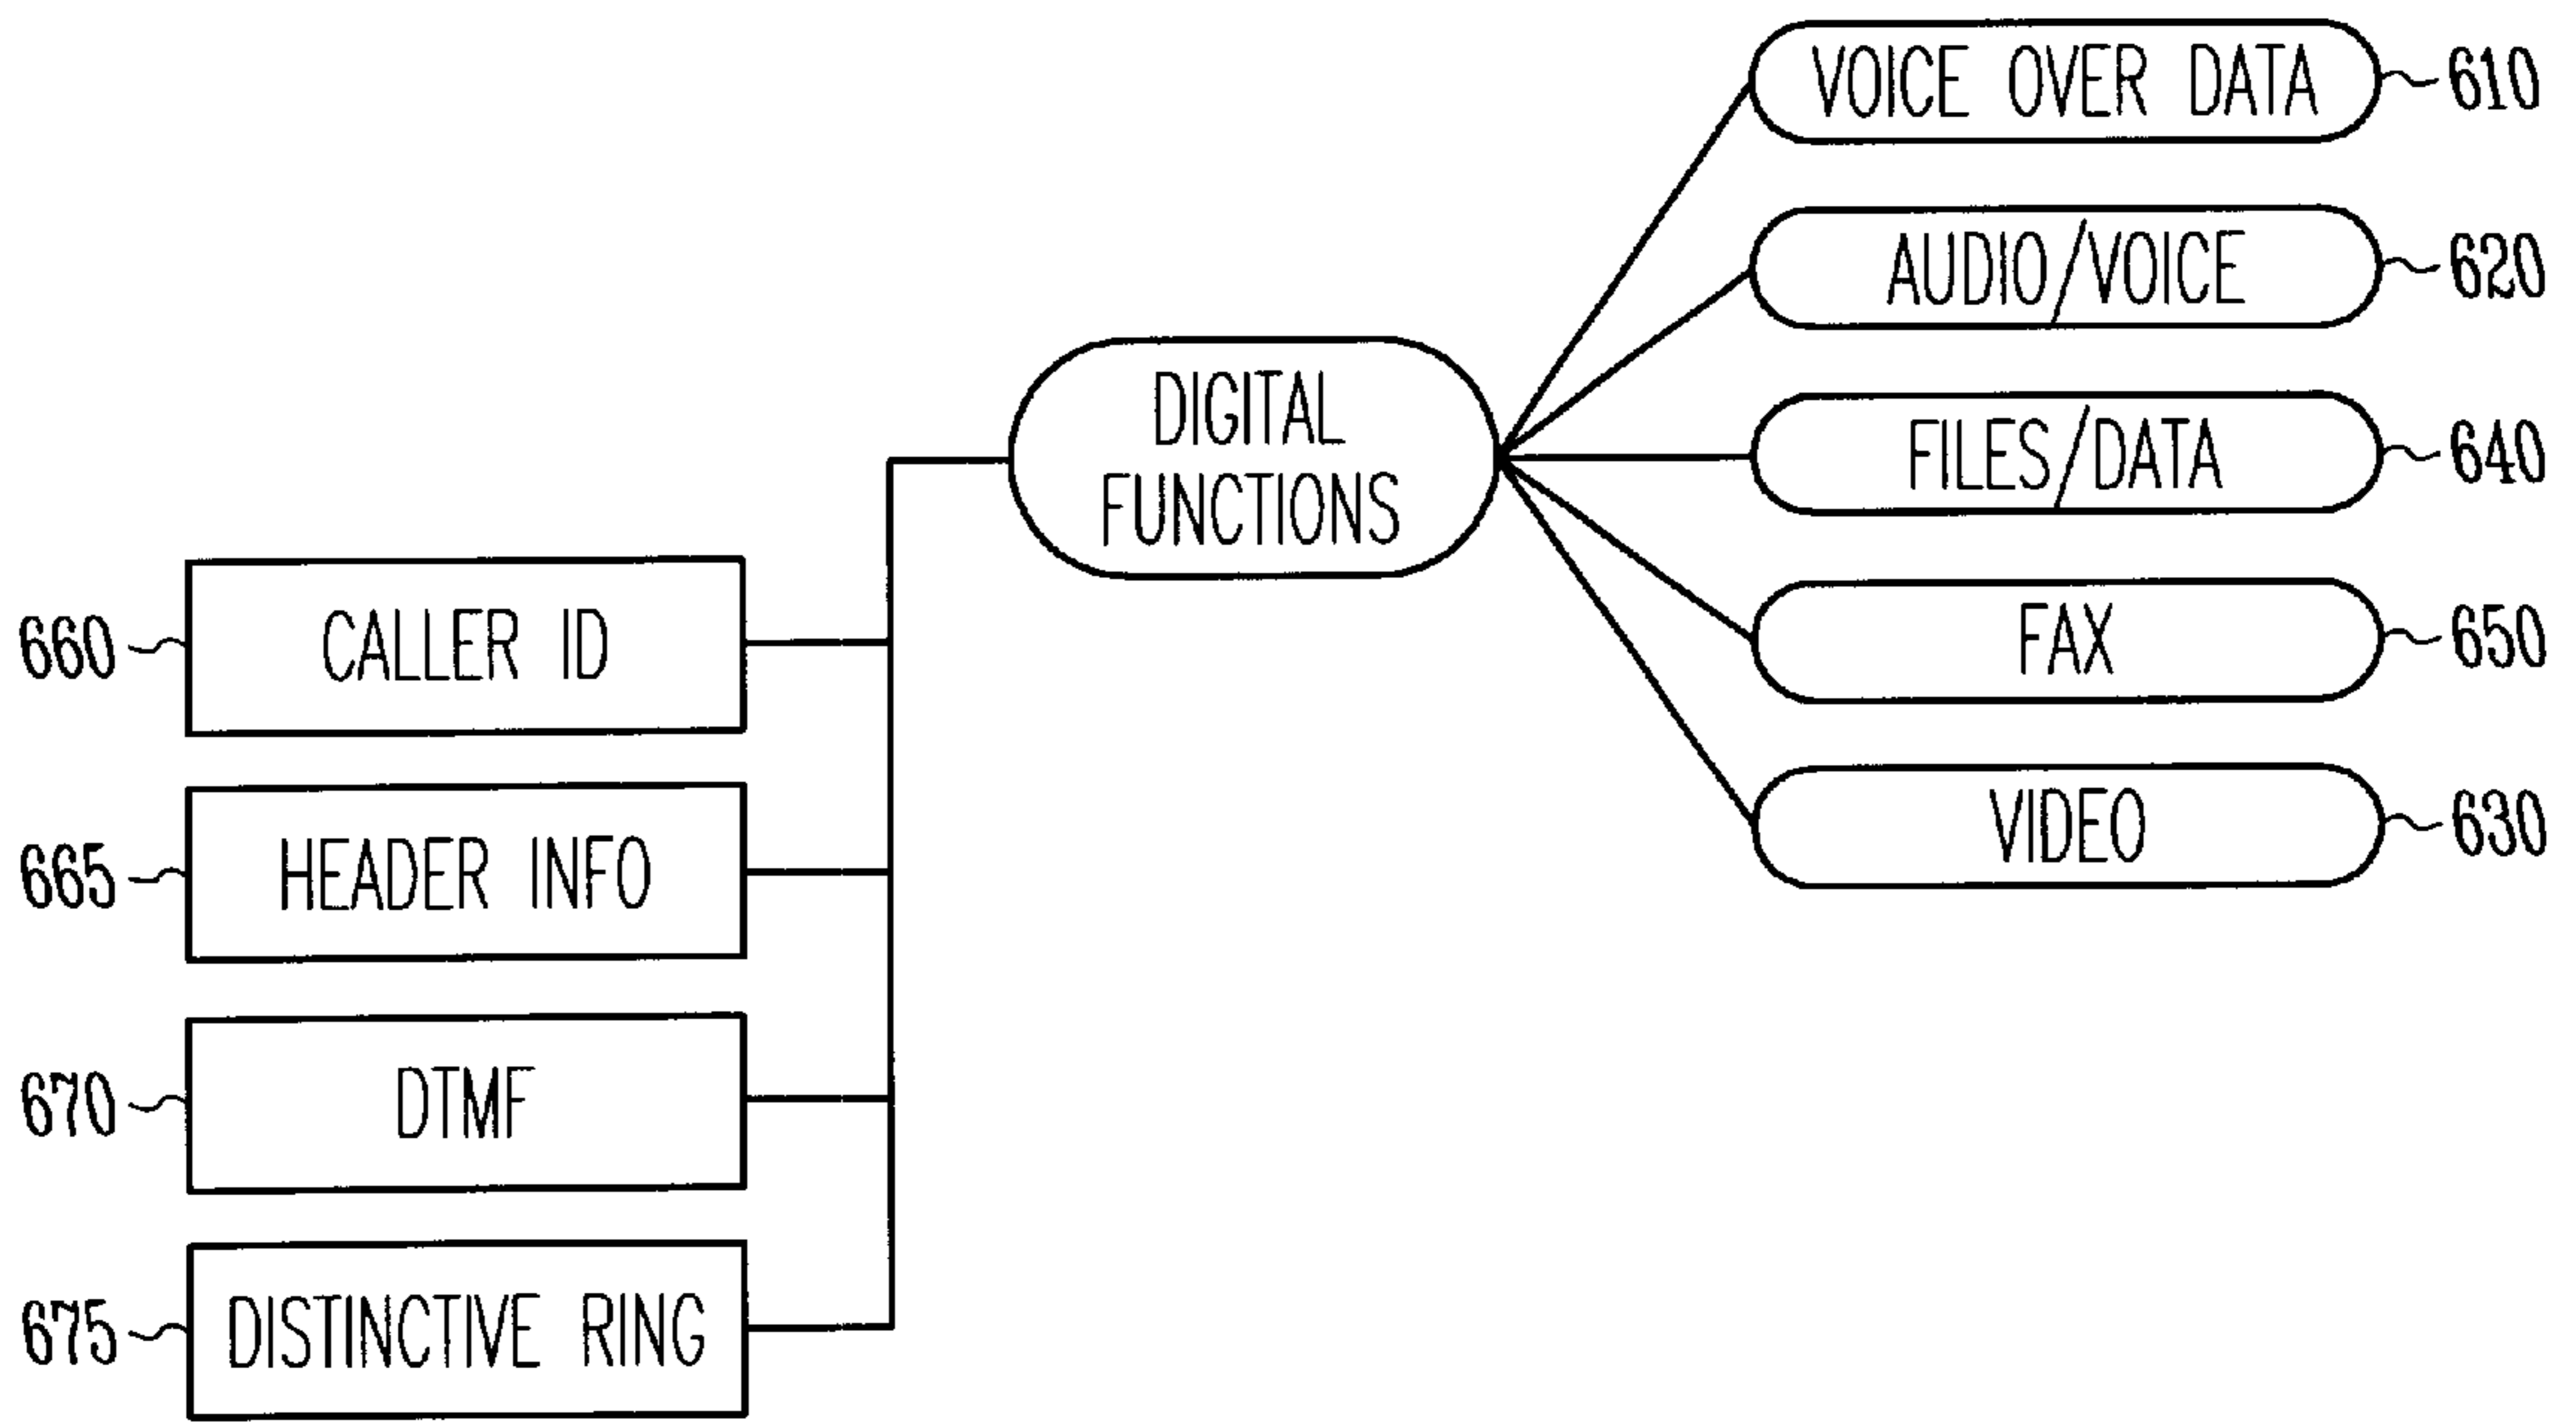 VOICE OVER DATA 610
AUDIO/VOICE 620
DIGITAL
FUNCTIONS
FILES/DATA 640
660 CALLER ID
FAX 650
665 HEADER INFO
VIDEO 630
670 DTMF
675 DISTINCTIVE RING